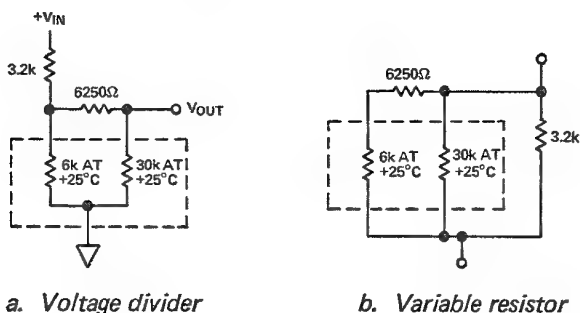 +VIN
3.2k
6250Ω
VOUT
6k AT
+25°C
30k AT
+25°C
a. Voltage divider
6250Ω
3.2k
6k AT
+25°C
30k AT
+25°C
b. Variable resistor